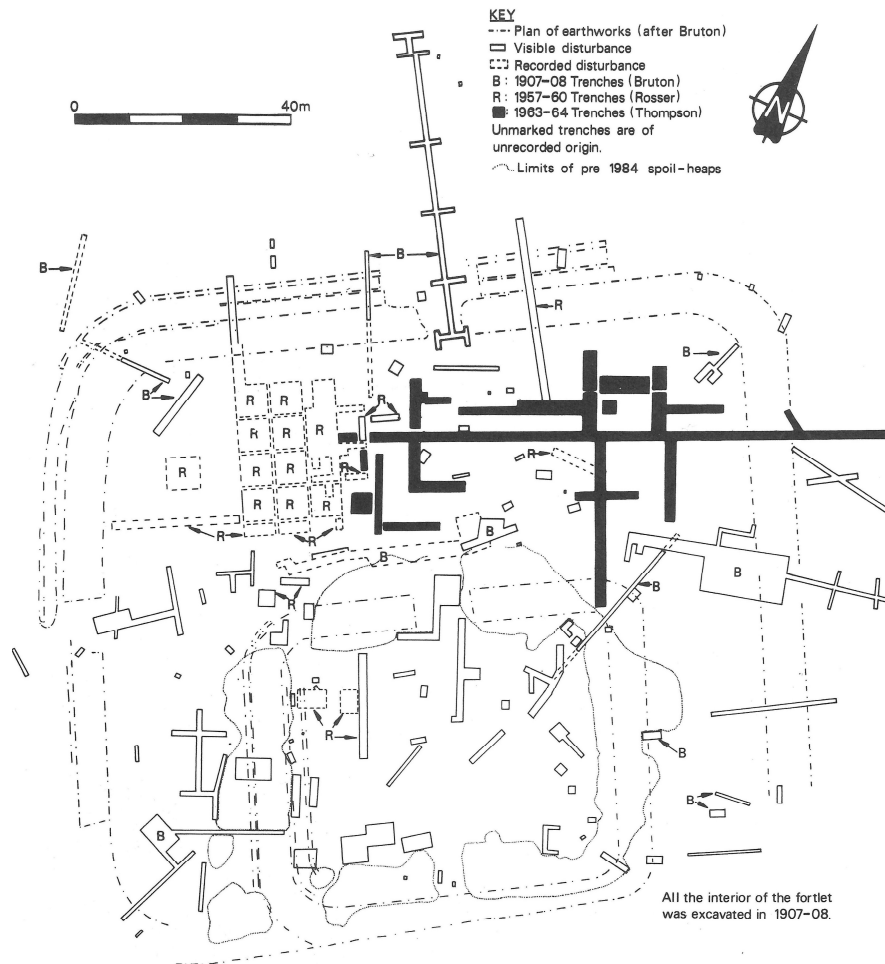 KEY
Plan of earthworks (after Bruton)
Visible disturbance
Recorded disturbance
B: 1907-08 Trenches (Bruton)
R: 1957-60 Trenches (Rosser)
: 1963-64 Trenches (Thompson)
Unmarked trenches are of
unrecorded origin.
Limits of pre 1984 spoil-heaps
0 40m
N
B
B
R
B
B
B
R R
R
R
R R R
R
R
R R
R
R R R
R R
B
B
R
B
B
R
B
B
B
All the interior of the fortlet
was excavated in 1907-08.